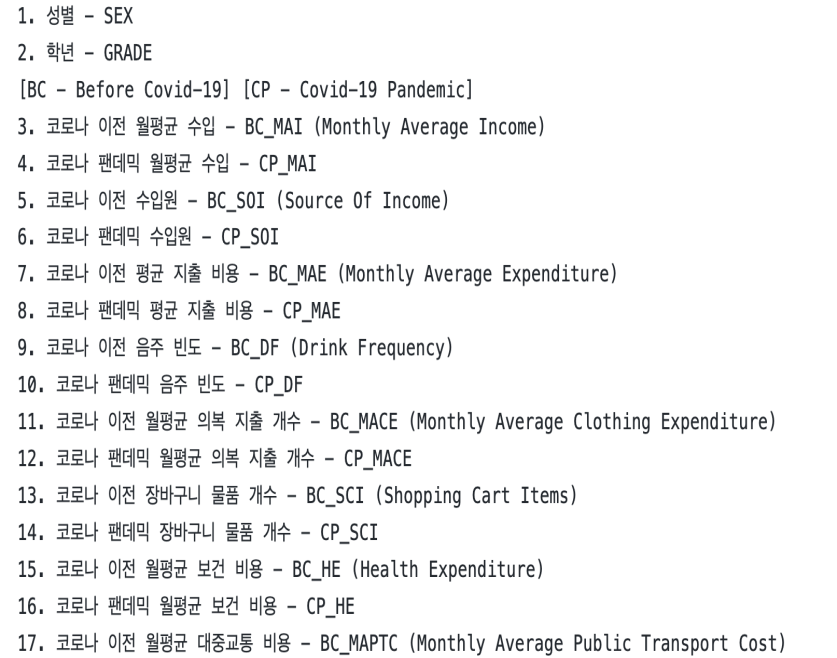 1. 성별 – SEX
2. 학년 – GRADE
[BC – Before Covid-19] [CP – Covid-19 Pandemic]
3. 코로나 이전 월평균 수입 – BC_MAI (Monthly Average Income)
4. 코로나 팬데믹 월평균 수입 – CP_MAI
5. 코로나 이전 수입원 – BC_SOI (Source Of Income)
6. 코로나 팬데믹 수입원 – CP_SOI
7. 코로나 이전 평균 지출 비용 – BC_MAE (Monthly Average Expenditure)
8. 코로나 팬데믹 평균 지출 비용 – CP_MAE
9. 코로나 이전 음주 빈도 – BC_DF (Drink Frequency)
10. 코로나 팬데믹 음주 빈도 – CP_DF
11. 코로나 이전 월평균 의복 지출 개수 – BC_MACE (Monthly Average Clothing Expenditure)
12. 코로나 팬데믹 월평균 의복 지출 개수 – CP_MACE
13. 코로나 이전 장바구니 물품 개수 – BC_SCI (Shopping Cart Items)
14. 코로나 팬데믹 장바구니 물품 개수 – CP_SCI
15. 코로나 이전 월평균 보건 비용 – BC_HE (Health Expenditure)
16. 코로나 팬데믹 월평균 보건 비용 – CP_HE
17. 코로나 이전 월평균 대중교통 비용 – BC_MAPTC (Monthly Average Public Transport Cost)